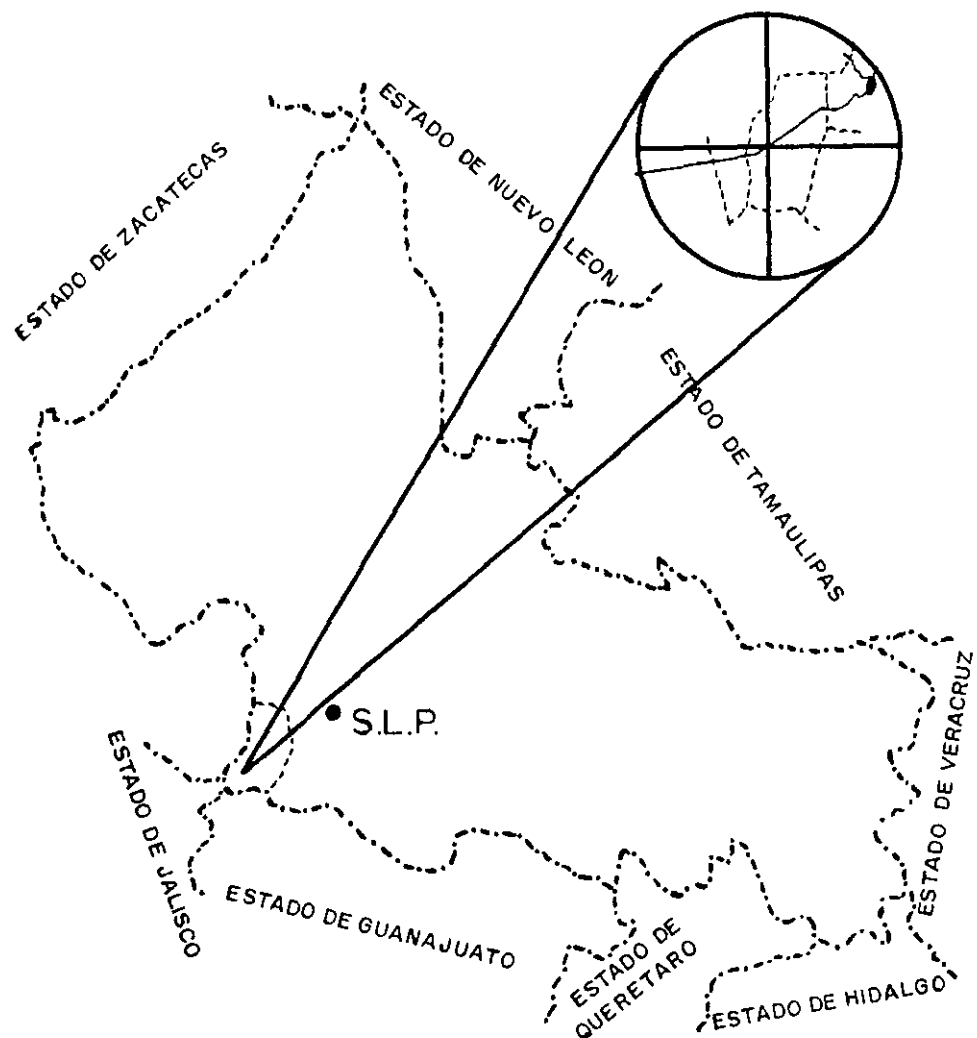 ESTADO DE ZACATECAS
ESTADO DE NUEVO LEON
ESTADO DE TAMAULIPAS
S.L.P.
ESTADO DE VERACRUZ
ESTADO DE JALISCO
ESTADO DE GUANAJUATO
ESTADO DE
QUERETARO
ESTADO DE HIDALGO